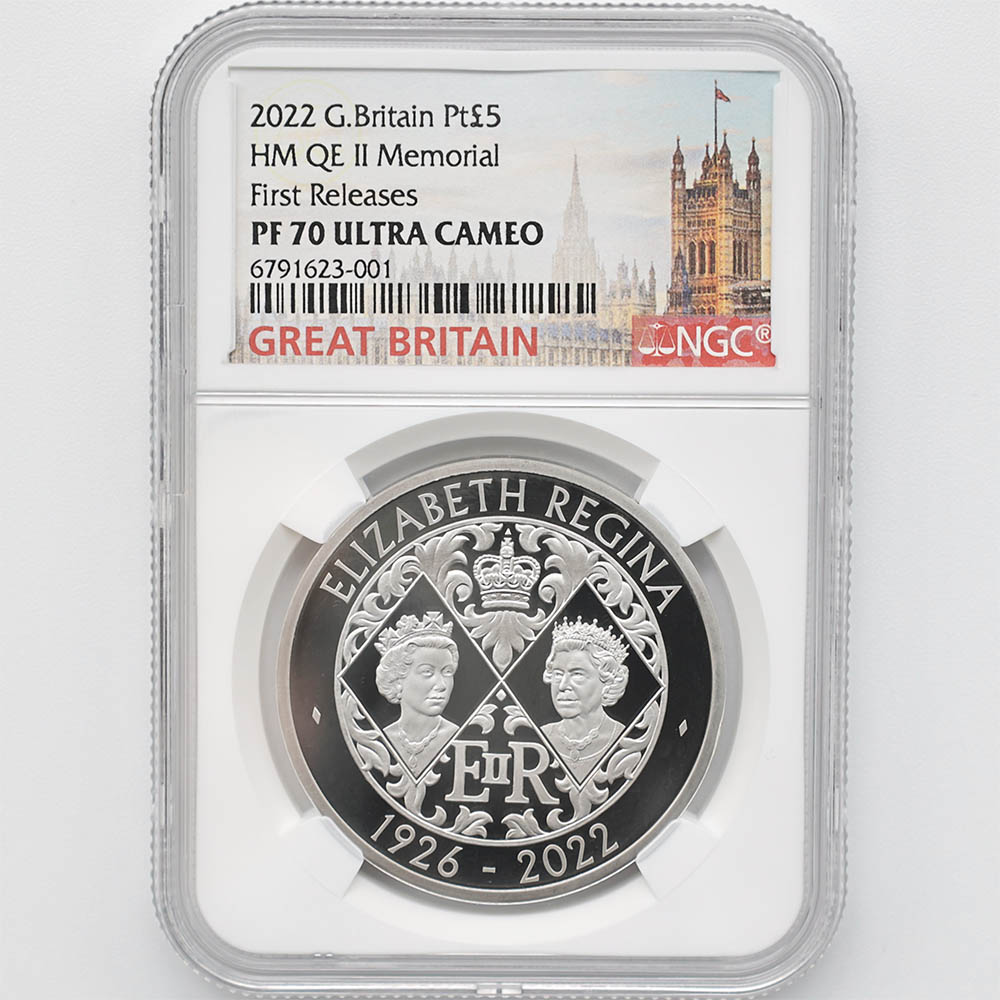 2022 G.Britain Pt£5
HM QE II Memorial
First Releases
PF 70 ULTRA CAMEO
6791623-001
GREAT BRITAIN
NGC®
ELIZABETH REGINA
EIIR
1926 - 2022